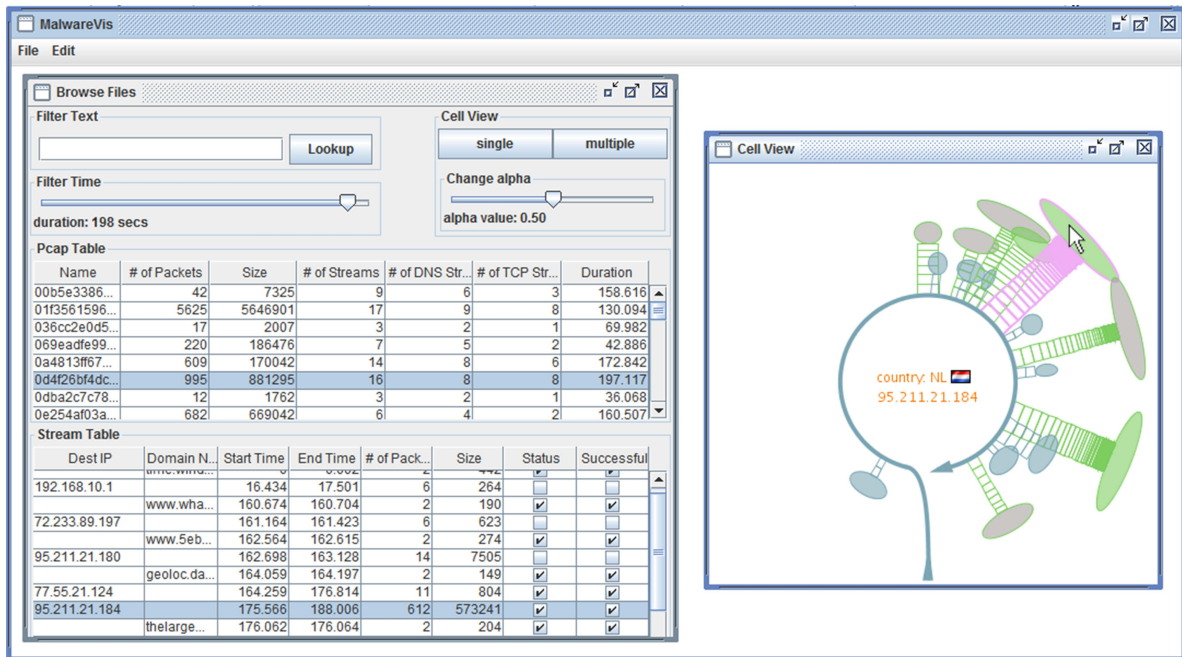 MalwareVis
File Edit
Browse Files
Filter Text
Lookup
Cell View
single multiple
Filter Time
duration: 198 secs
Change alpha
alpha value: 0.50
Pcap Table
Name # of Packets Size # of Streams # of DNS Str... # of TCP Str... Duration
00b5e3386... 42 7325 9 6 3 158.616
01f3561596... 5625 5646901 17 9 8 130.094
036cc2e0d5... 17 2007 3 2 1 69.982
069eadfe99... 220 186476 7 5 2 42.886
0a4813ff67... 609 170042 14 8 6 172.842
0d4f26bf4dc... 995 881295 16 8 8 197.117
0dba2c7c78... 12 1762 3 2 1 36.068
0e254af03a... 682 669042 6 4 2 160.507
Stream Table
Dest IP Domain N... Start Time End Time # of Pack... Size Status Successful
192.168.10.1 16.434 17.501 6 264
www.wha... 160.674 160.704 2 190
72.233.89.197 161.164 161.423 6 623
www.5eb... 162.564 162.615 2 274
95.211.21.180 162.698 163.128 14 7505
geoloc.da... 164.059 164.197 2 149
77.55.21.124 164.259 176.814 11 804
95.211.21.184 175.566 188.006 612 573241
thelarge... 176.062 176.064 2 204
Cell View
country: NL
95.211.21.184